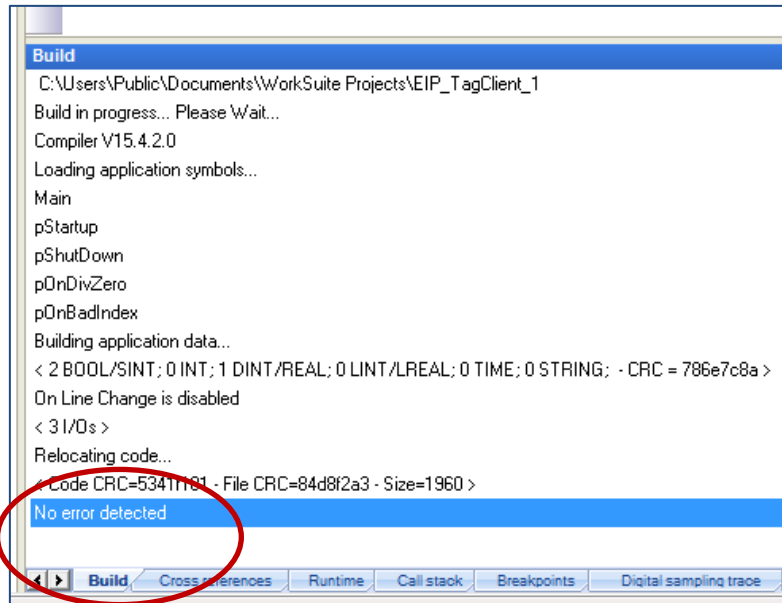 Build
C:\Users\Public\Documents\WorkSuite Projects\EIP_TagClient_1
Build in progress... Please Wait...
Compiler V15.4.2.0
Loading application symbols...
Main
pStartup
pShutDown
pOnDivZero
pOnBadIndex
Building application data...
< 2 BOOL/SINT; 0 INT; 1 DINT/REAL; 0 LINT/LREAL; 0 TIME; 0 STRING; - CRC = 786e7c8a >
On Line Change is disabled
< 3 I/Os >
Relocating code...
< Code CRC=5341f181 - File CRC=84d8f2a3 - Size=1960 >
No error detected
Build Cross references Runtime Call stack Breakpoints Digital sampling trace